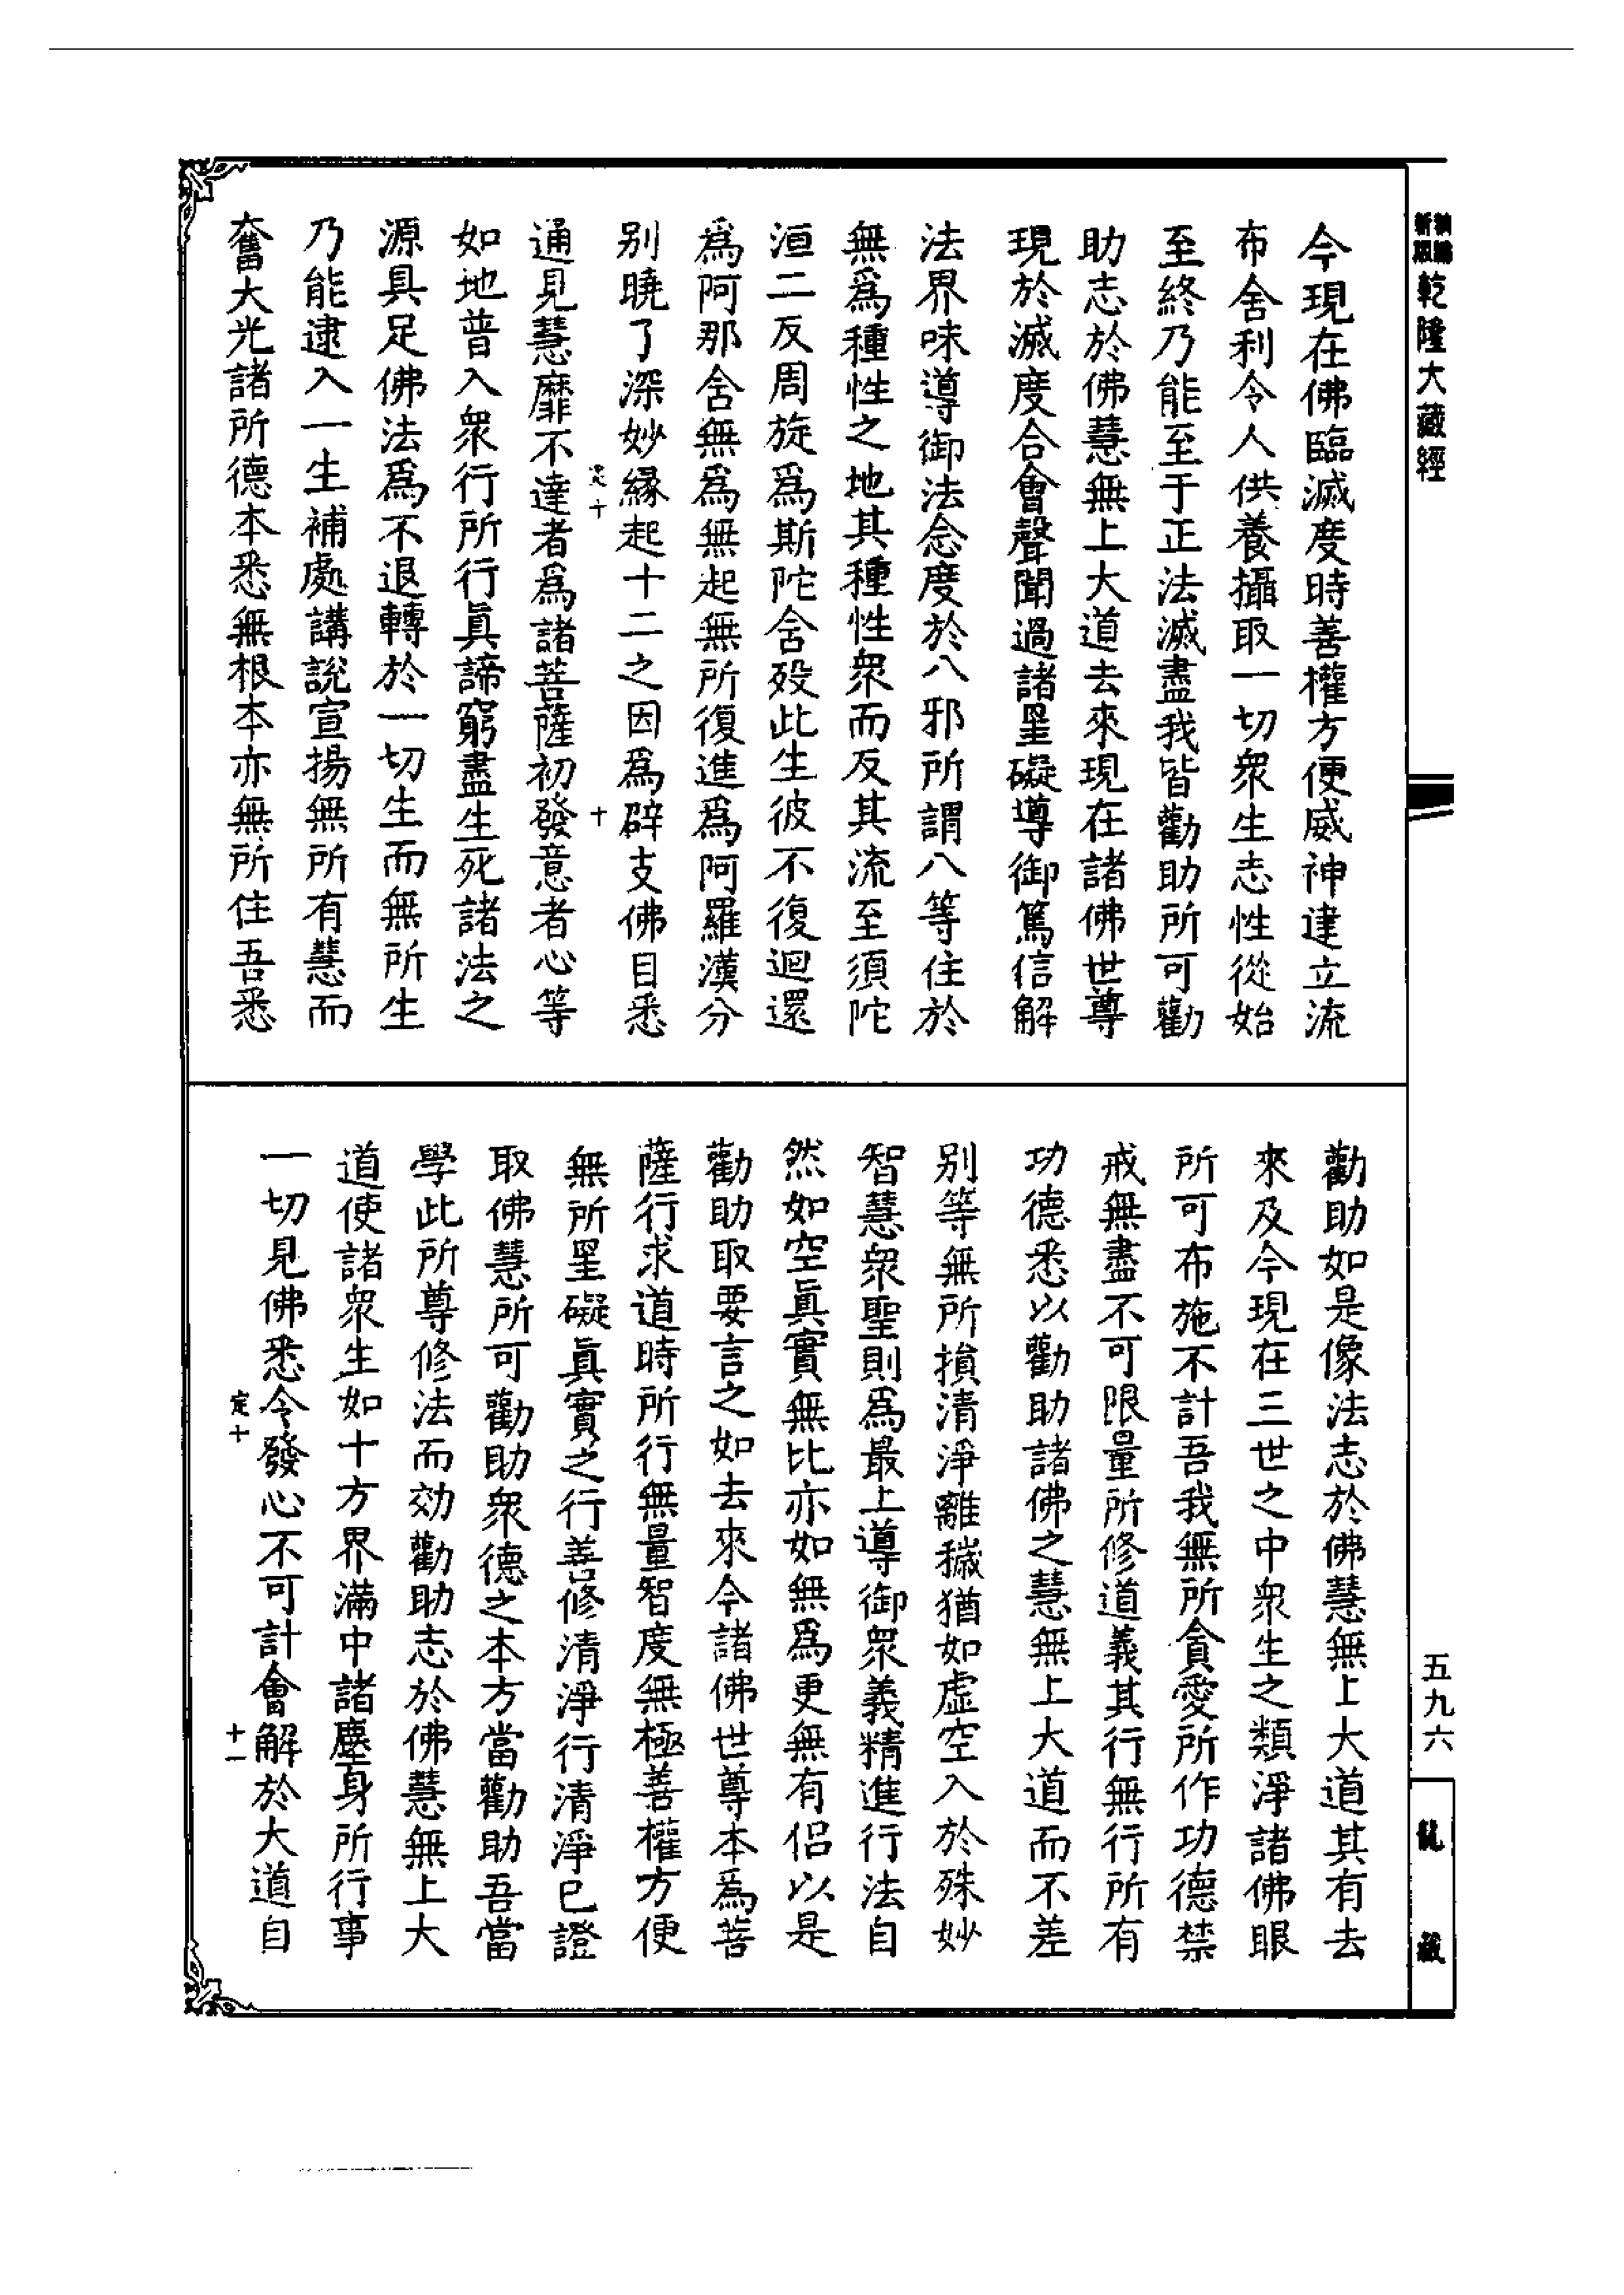 乾隆大藏經
今現在佛臨滅度時善權方便威神建立流
布舍利令人供養攝取一切衆生志性從始
至終乃能至于正法滅盡我皆勸助所可勸
助志於佛慧無上大道去來現在諸佛世尊
現於滅度合會聲聞過諸罣礙導御篤信解
法界味導御法念度於八邪所謂八等住於
無爲種性之地其種性衆而反其流至須陀
洹二反周旋爲斯陀含歿此生彼不復迴還
爲阿那含無爲無起無所復進爲阿羅漢分
别曉了深妙緣起十二之因爲辟支佛目悉
定十
十
通見慧靡不達者爲諸菩薩初發意者心等
如地普入衆行所行眞諦窮盡生死諸法之
源具足佛法爲不退轉於一切生而無所生
乃能逮入一生補處講說宣揚無所有慧而
奮大光諸所德本悉無根本亦無所住吾悉
勸助如是像法志於佛慧無上大道其有去
來及今現在三世之中衆生之類淨諸佛眼
所可布施不計吾我無所貪愛所作功德禁
戒無盡不可限量所修道義其行無行所有
功德悉以勸助諸佛之慧無上大道而不差
别等無所損清淨離穢猶如虛空入於殊妙
智慧衆聖則爲最上導御衆義精進行法自
然如空眞實無比亦如無爲更無有侣以是
勸助取要言之如去來今諸佛世尊本爲菩
薩行求道時所行無量智度無極善權方便
無所罣礙眞實之行善修清淨行清淨已證
取佛慧所可勸助衆德之本方當勸助吾當
學此所尊修法而効勸助志於佛慧無上大
道使諸衆生如十方界滿中諸塵身所行事
一切見佛悉令發心不可計會解於大道自
定十
十一
五九六
龍藏